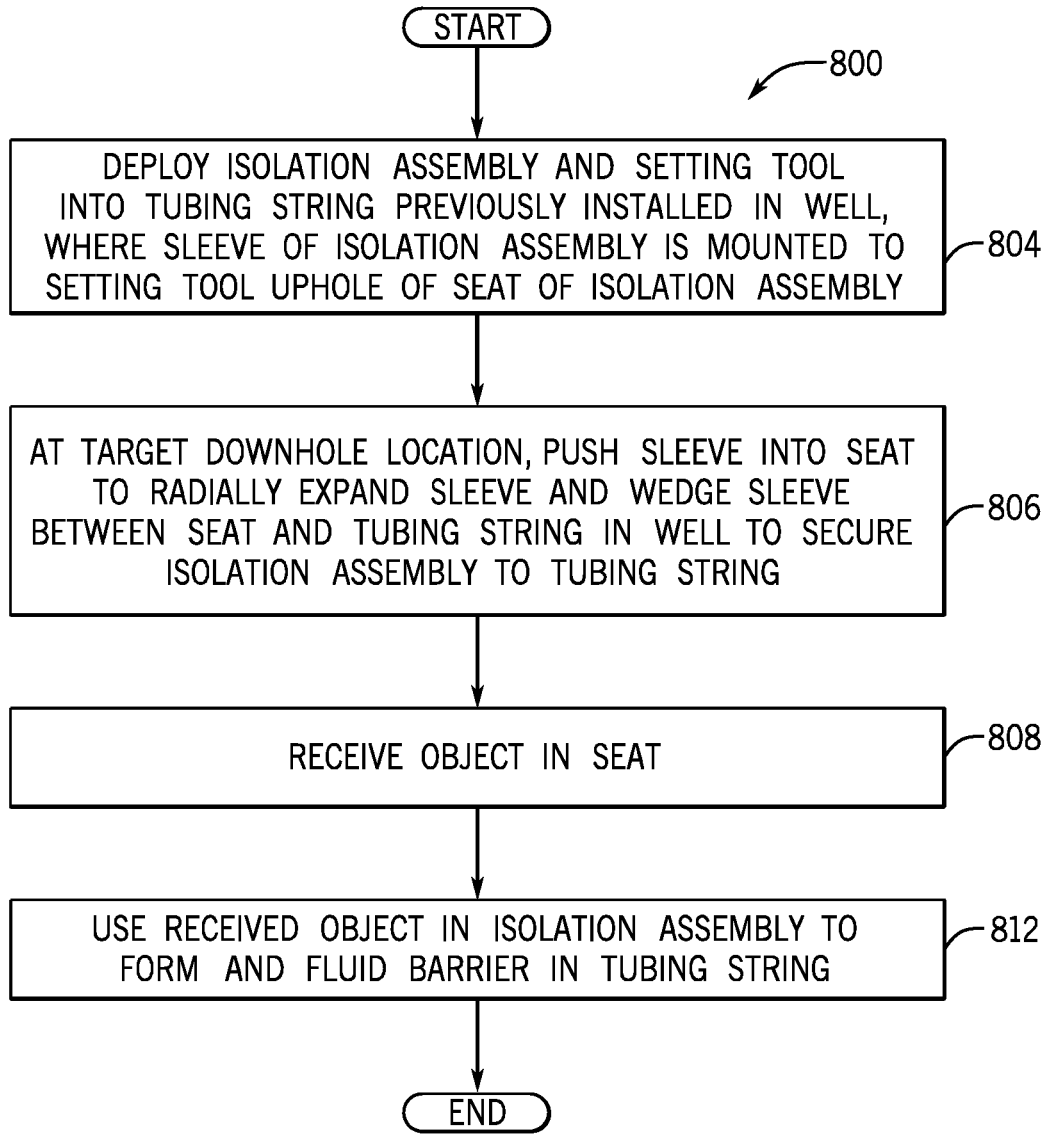 START
800
DEPLOY ISOLATION ASSEMBLY AND SETTING TOOL
INTO TUBING STRING PREVIOUSLY INSTALLED IN WELL,
WHERE SLEEVE OF ISOLATION ASSEMBLY IS MOUNTED TO
SETTING TOOL UPHOLE OF SEAT OF ISOLATION ASSEMBLY
804
AT TARGET DOWNHOLE LOCATION, PUSH SLEEVE INTO SEAT
TO RADIALLY EXPAND SLEEVE AND WEDGE SLEEVE
BETWEEN SEAT AND TUBING STRING IN WELL TO SECURE
ISOLATION ASSEMBLY TO TUBING STRING
806
RECEIVE OBJECT IN SEAT
808
USE RECEIVED OBJECT IN ISOLATION ASSEMBLY TO
FORM AND FLUID BARRIER IN TUBING STRING
812
END